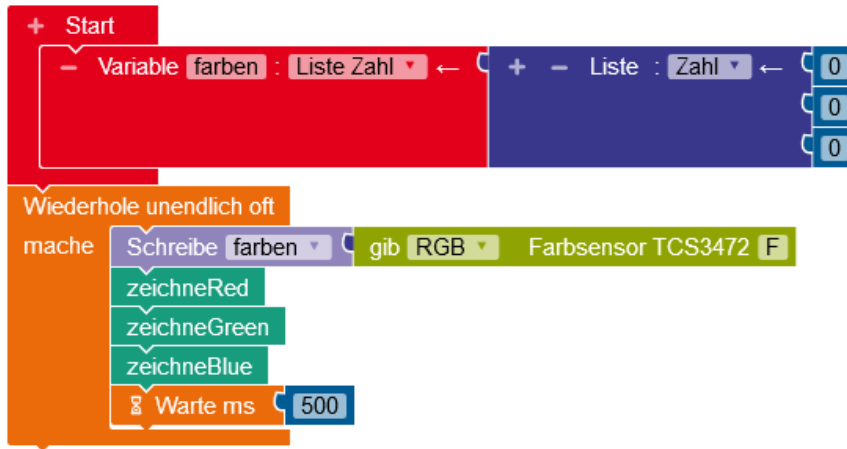 + Start
− Variable farben : Liste Zahl ← + − Liste : Zahl ← 0
0
0
Wiederhole unendlich oft
mache Schreibe farben gib RGB Farbsensor TCS3472 F
zeichneRed
zeichneGreen
zeichneBlue
Warte ms 500